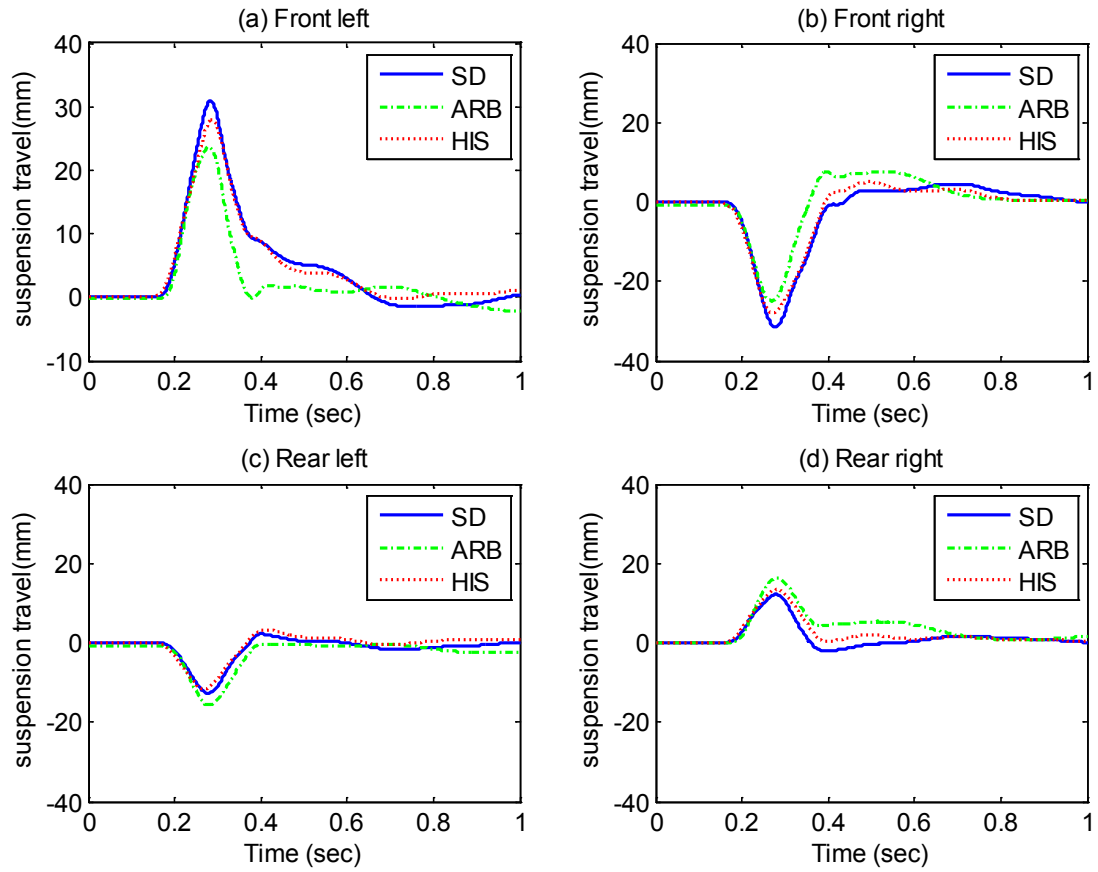 (a) Front left
suspension travel(mm)
40
30
20
10
0
-10
SD
ARB
HIS
0 0.2 0.4 0.6 0.8 1
Time (sec)
(b) Front right
suspension travel(mm)
40
20
0
-20
-40
SD
ARB
HIS
0 0.2 0.4 0.6 0.8 1
Time (sec)
(c) Rear left
suspension travel(mm)
40
20
0
-20
-40
SD
ARB
HIS
0 0.2 0.4 0.6 0.8 1
Time (sec)
(d) Rear right
suspension travel(mm)
40
20
0
-20
-40
SD
ARB
HIS
0 0.2 0.4 0.6 0.8 1
Time (sec)